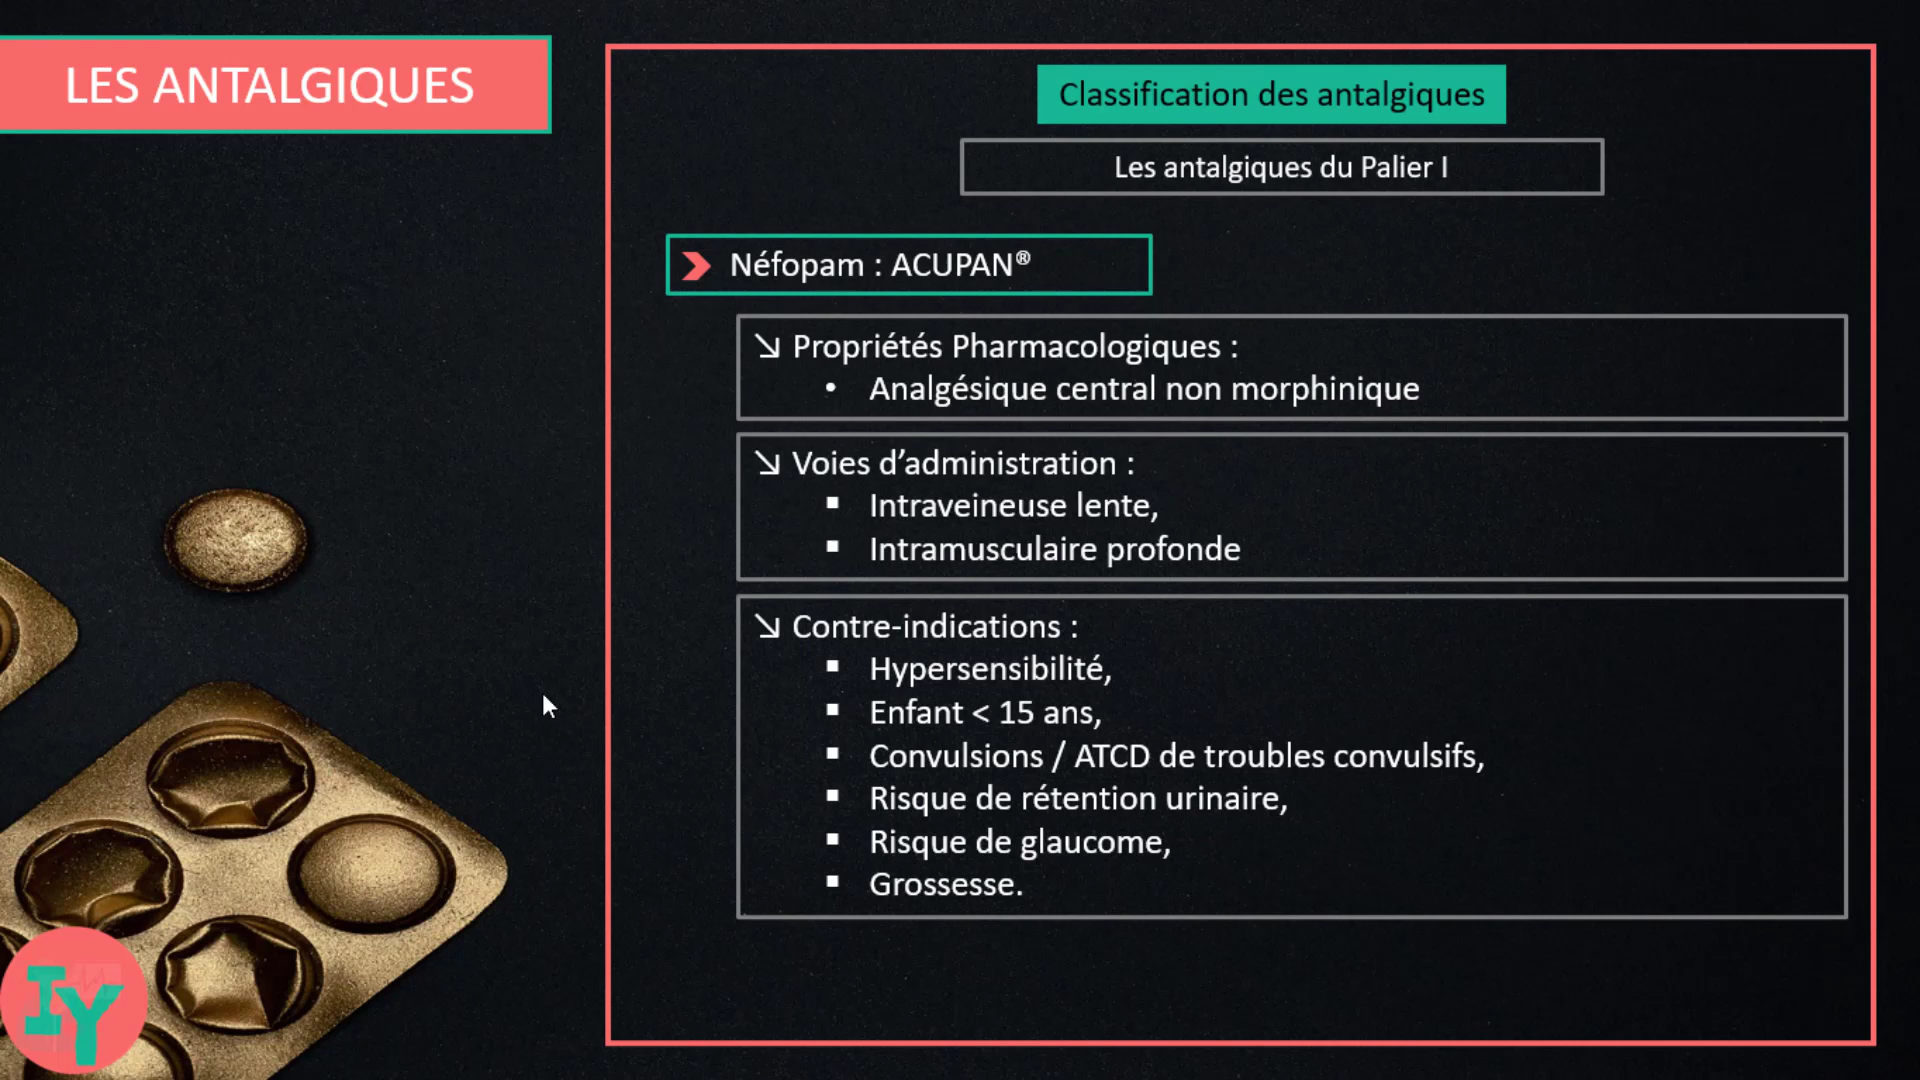 LES ANTALGIQUES
Classification des antalgiques
Les antalgiques du Palier I
Néfopam : ACUPAN®
↘ Propriétés Pharmacologiques :
• Analgésique central non morphinique
↘ Voies d’administration :
▪ Intraveineuse lente,
▪ Intramusculaire profonde
↘ Contre-indications :
▪ Hypersensibilité,
▪ Enfant < 15 ans,
▪ Convulsions / ATCD de troubles convulsifs,
▪ Risque de rétention urinaire,
▪ Risque de glaucome,
▪ Grossesse.
IY